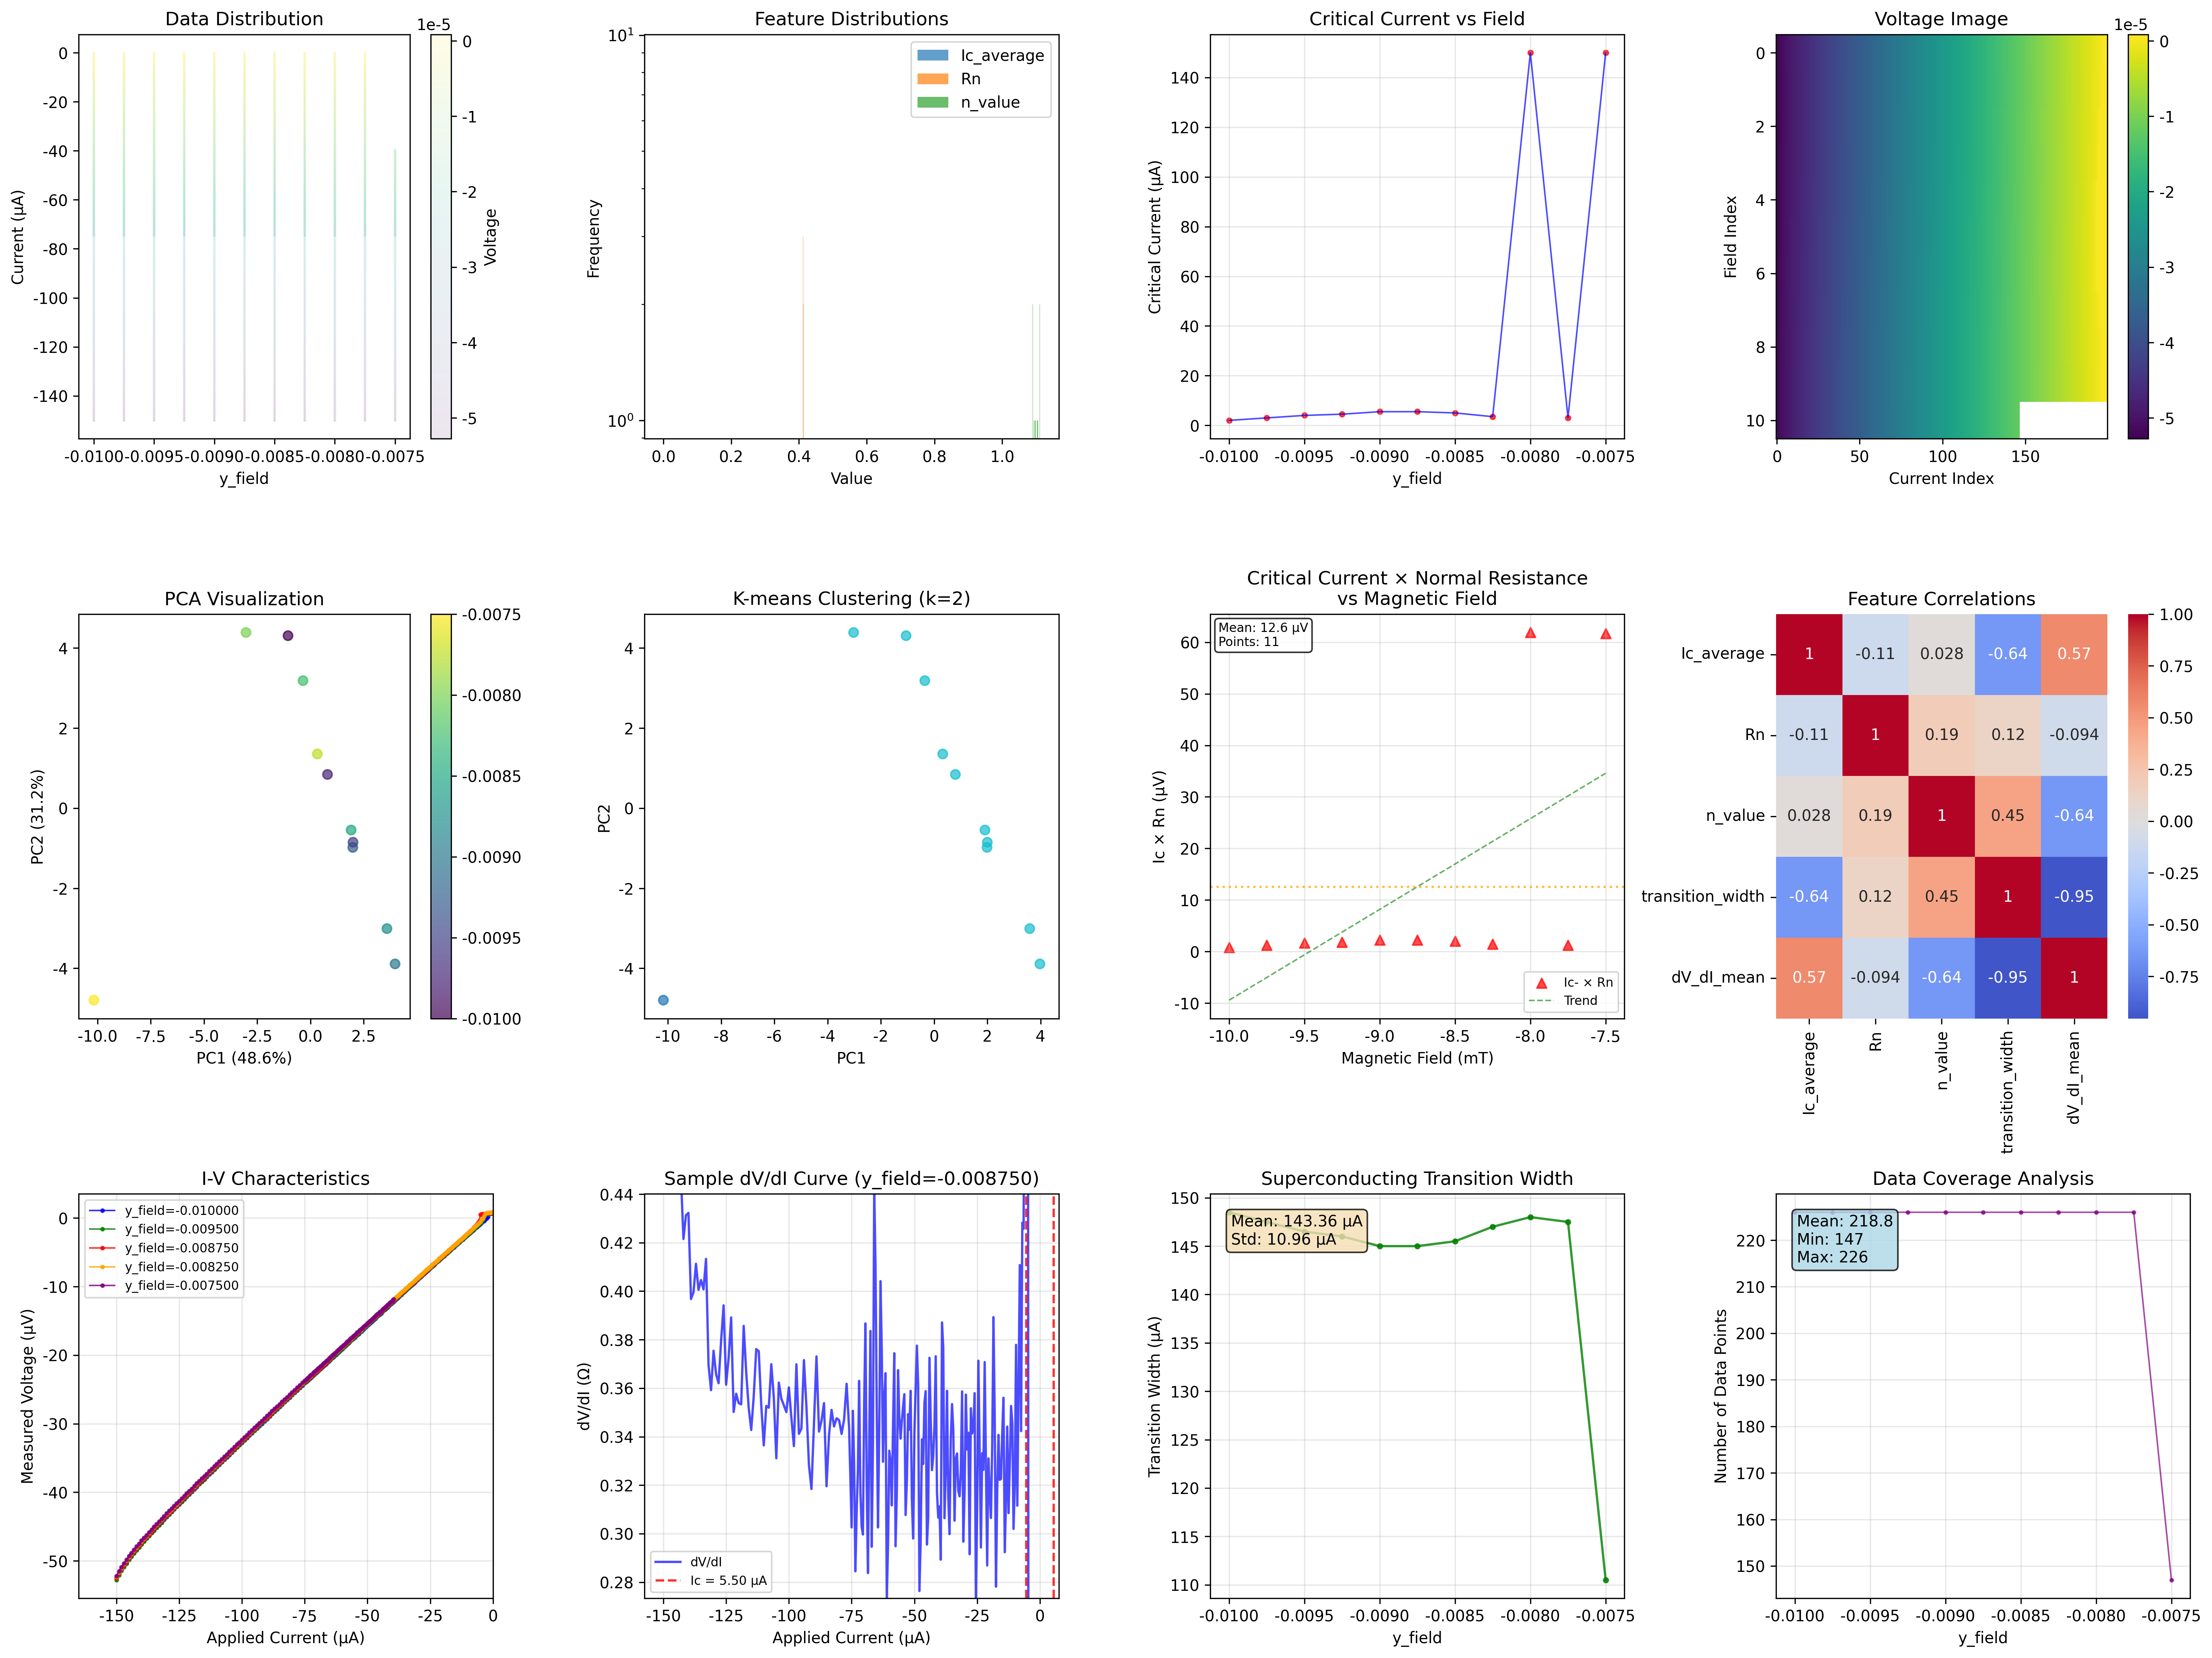 Data Distribution
1e-5
0
-20
-40
-60
-80
-100
-120
-140
Current (µA)
-0.0100
-0.0095
-0.0090
-0.0085
-0.0080
-0.0075
y_field
0
-1
-2
-3
-4
-5
Voltage
Feature Distributions
10¹
10⁰
Frequency
Ic_average
Rn
n_value
0.0
0.2
0.4
0.6
0.8
1.0
Value
Critical Current vs Field
140
120
100
80
60
40
20
0
Critical Current (µA)
-0.0100
-0.0095
-0.0090
-0.0085
-0.0080
-0.0075
y_field
Voltage Image
1e-5
0
2
4
6
8
10
Field Index
0
50
100
150
Current Index
0
-1
-2
-3
-4
-5
PCA Visualization
4
2
0
-2
-4
PC2 (31.2%)
-10.0
-7.5
-5.0
-2.5
0.0
2.5
PC1 (48.6%)
-0.0075
-0.0080
-0.0085
-0.0090
-0.0095
-0.0100
K-means Clustering (k=2)
4
2
0
-2
-4
PC2
-10
-8
-6
-4
-2
0
2
4
PC1
Critical Current × Normal Resistance
vs Magnetic Field
Mean: 12.6 µV
Points: 11
60
50
40
30
20
10
0
-10
Ic × Rn (µV)
Ic- × Rn
Trend
-10.0
-9.5
-9.0
-8.5
-8.0
-7.5
Magnetic Field (mT)
Feature Correlations
Ic_average
1
-0.11
0.028
-0.64
0.57
Rn
-0.11
1
0.19
0.12
-0.094
n_value
0.028
0.19
1
0.45
-0.64
transition_width
-0.64
0.12
0.45
1
-0.95
dV_dI_mean
0.57
-0.094
-0.64
-0.95
1
Ic_average
Rn
n_value
transition_width
dV_dI_mean
1.00
0.75
0.50
0.25
0.00
-0.25
-0.50
-0.75
I-V Characteristics
y_field=-0.010000
y_field=-0.009500
y_field=-0.008750
y_field=-0.008250
y_field=-0.007500
0
-10
-20
-30
-40
-50
Measured Voltage (µV)
-150
-125
-100
-75
-50
-25
0
Applied Current (µA)
Sample dV/dI Curve (y_field=-0.008750)
0.44
0.42
0.40
0.38
0.36
0.34
0.32
0.30
0.28
dV/dI (Ω)
dV/dI
Ic = 5.50 µA
-150
-125
-100
-75
-50
-25
0
Applied Current (µA)
Superconducting Transition Width
Mean: 143.36 µA
Std: 10.96 µA
150
145
140
135
130
125
120
115
110
Transition Width (µA)
-0.0100
-0.0095
-0.0090
-0.0085
-0.0080
-0.0075
y_field
Data Coverage Analysis
Mean: 218.8
Min: 147
Max: 226
220
210
200
190
180
170
160
150
Number of Data Points
-0.0100
-0.0095
-0.0090
-0.0085
-0.0080
-0.0075
y_field